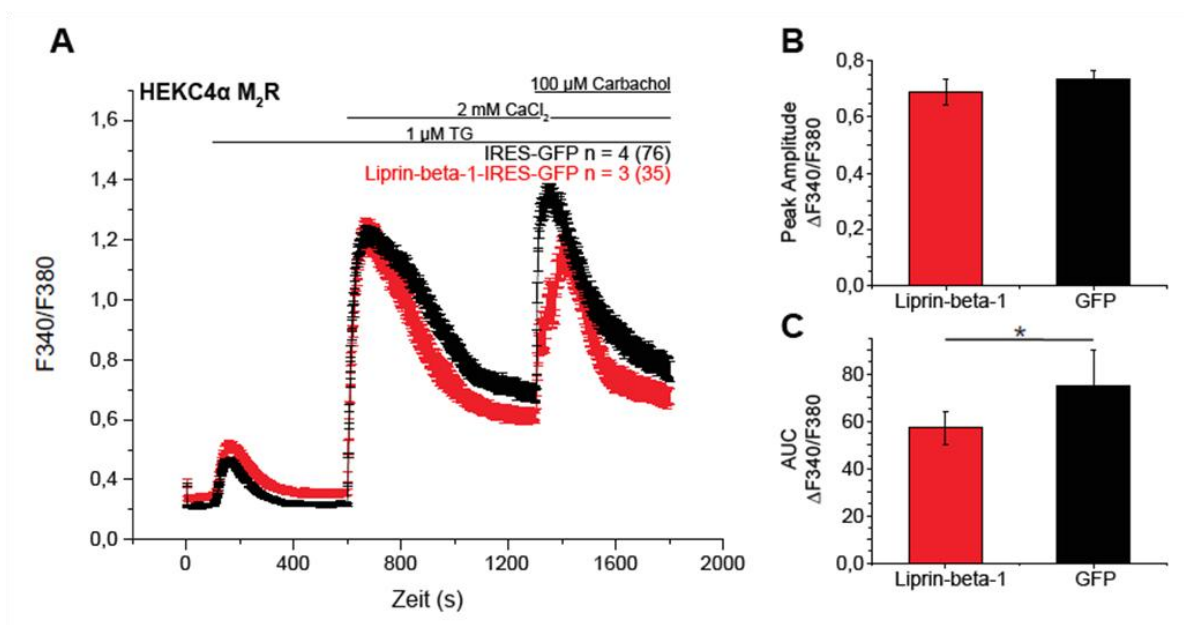 A
HEKC4α M2R
100 µM Carbachol
2 mM CaCl2
1 µM TG
IRES-GFP n = 4 (76)
Liprin-beta-1-IRES-GFP n = 3 (35)
F340/F380
1,6
1,4
1,2
1,0
0,8
0,6
0,4
0,0
0
400
800
1200
1600
2000
Zeit (s)
B
Peak Amplitude
ΔF340/F380
0,8
0,6
0,4
0,2
0,0
Liprin-beta-1
GFP
C
*
AUC
ΔF340/F380
80
60
40
20
0,0
Liprin-beta-1
GFP